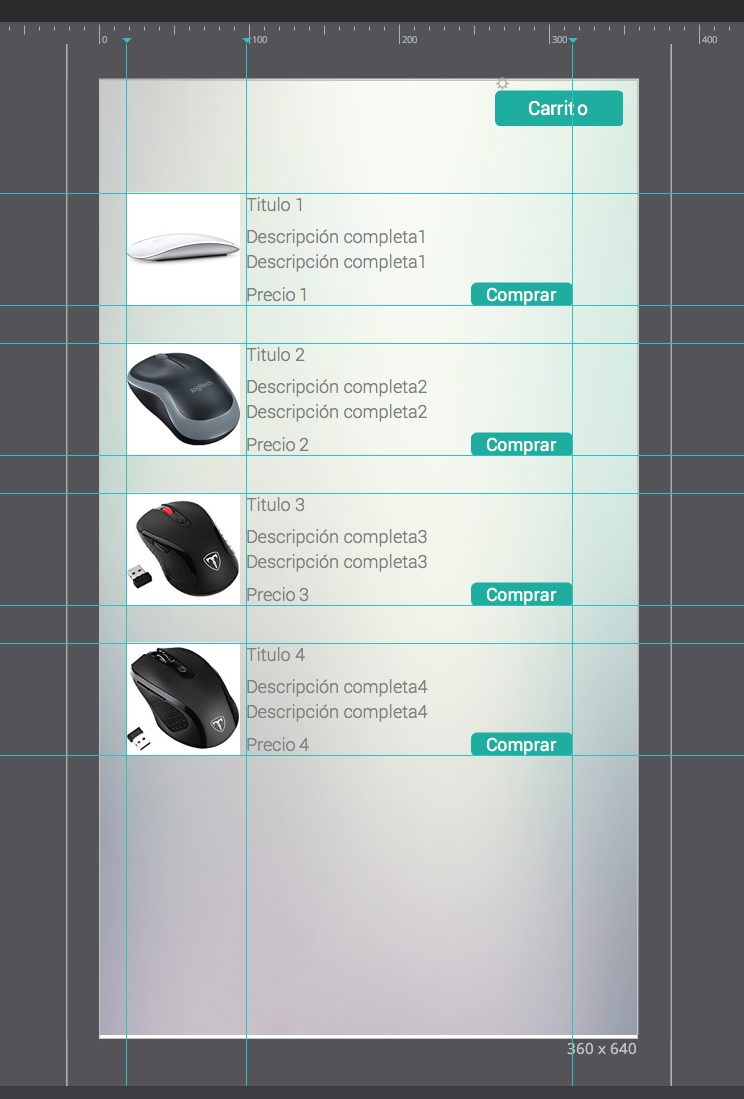 0 100 200 300 400
Carrito
Titulo 1
Descripción completa1
Descripción completa1
Precio 1 Comprar
logitech
Titulo 2
Descripción completa2
Descripción completa2
Precio 2 Comprar
Titulo 3
Descripción completa3
Descripción completa3
Precio 3 Comprar
Titulo 4
Descripción completa4
Descripción completa4
Precio 4 Comprar
360 x 640